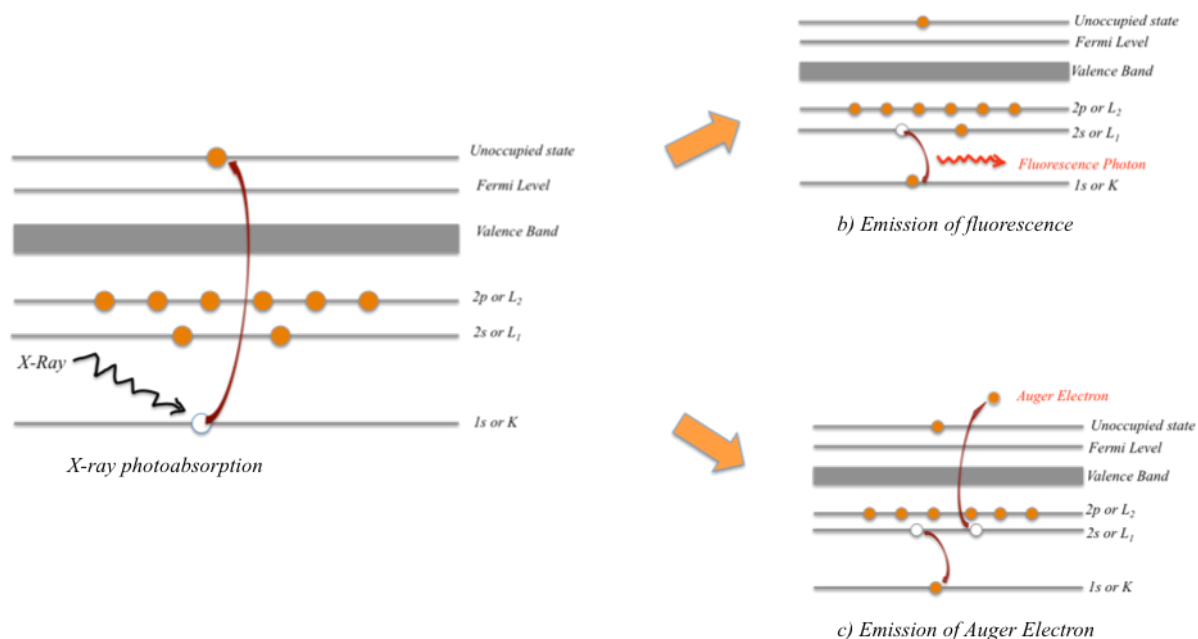 Unoccupied state
Fermi Level
Valence Band
2p or L2
2s or L1
X-Ray
1s or K
X-ray photoabsorption
Unoccupied state
Fermi Level
Valence Band
2p or L2
2s or L1
Fluorescence Photon
1s or K
b) Emission of fluorescence
Auger Electron
Unoccupied state
Fermi Level
Valence Band
2p or L2
2s or L1
1s or K
c) Emission of Auger Electron